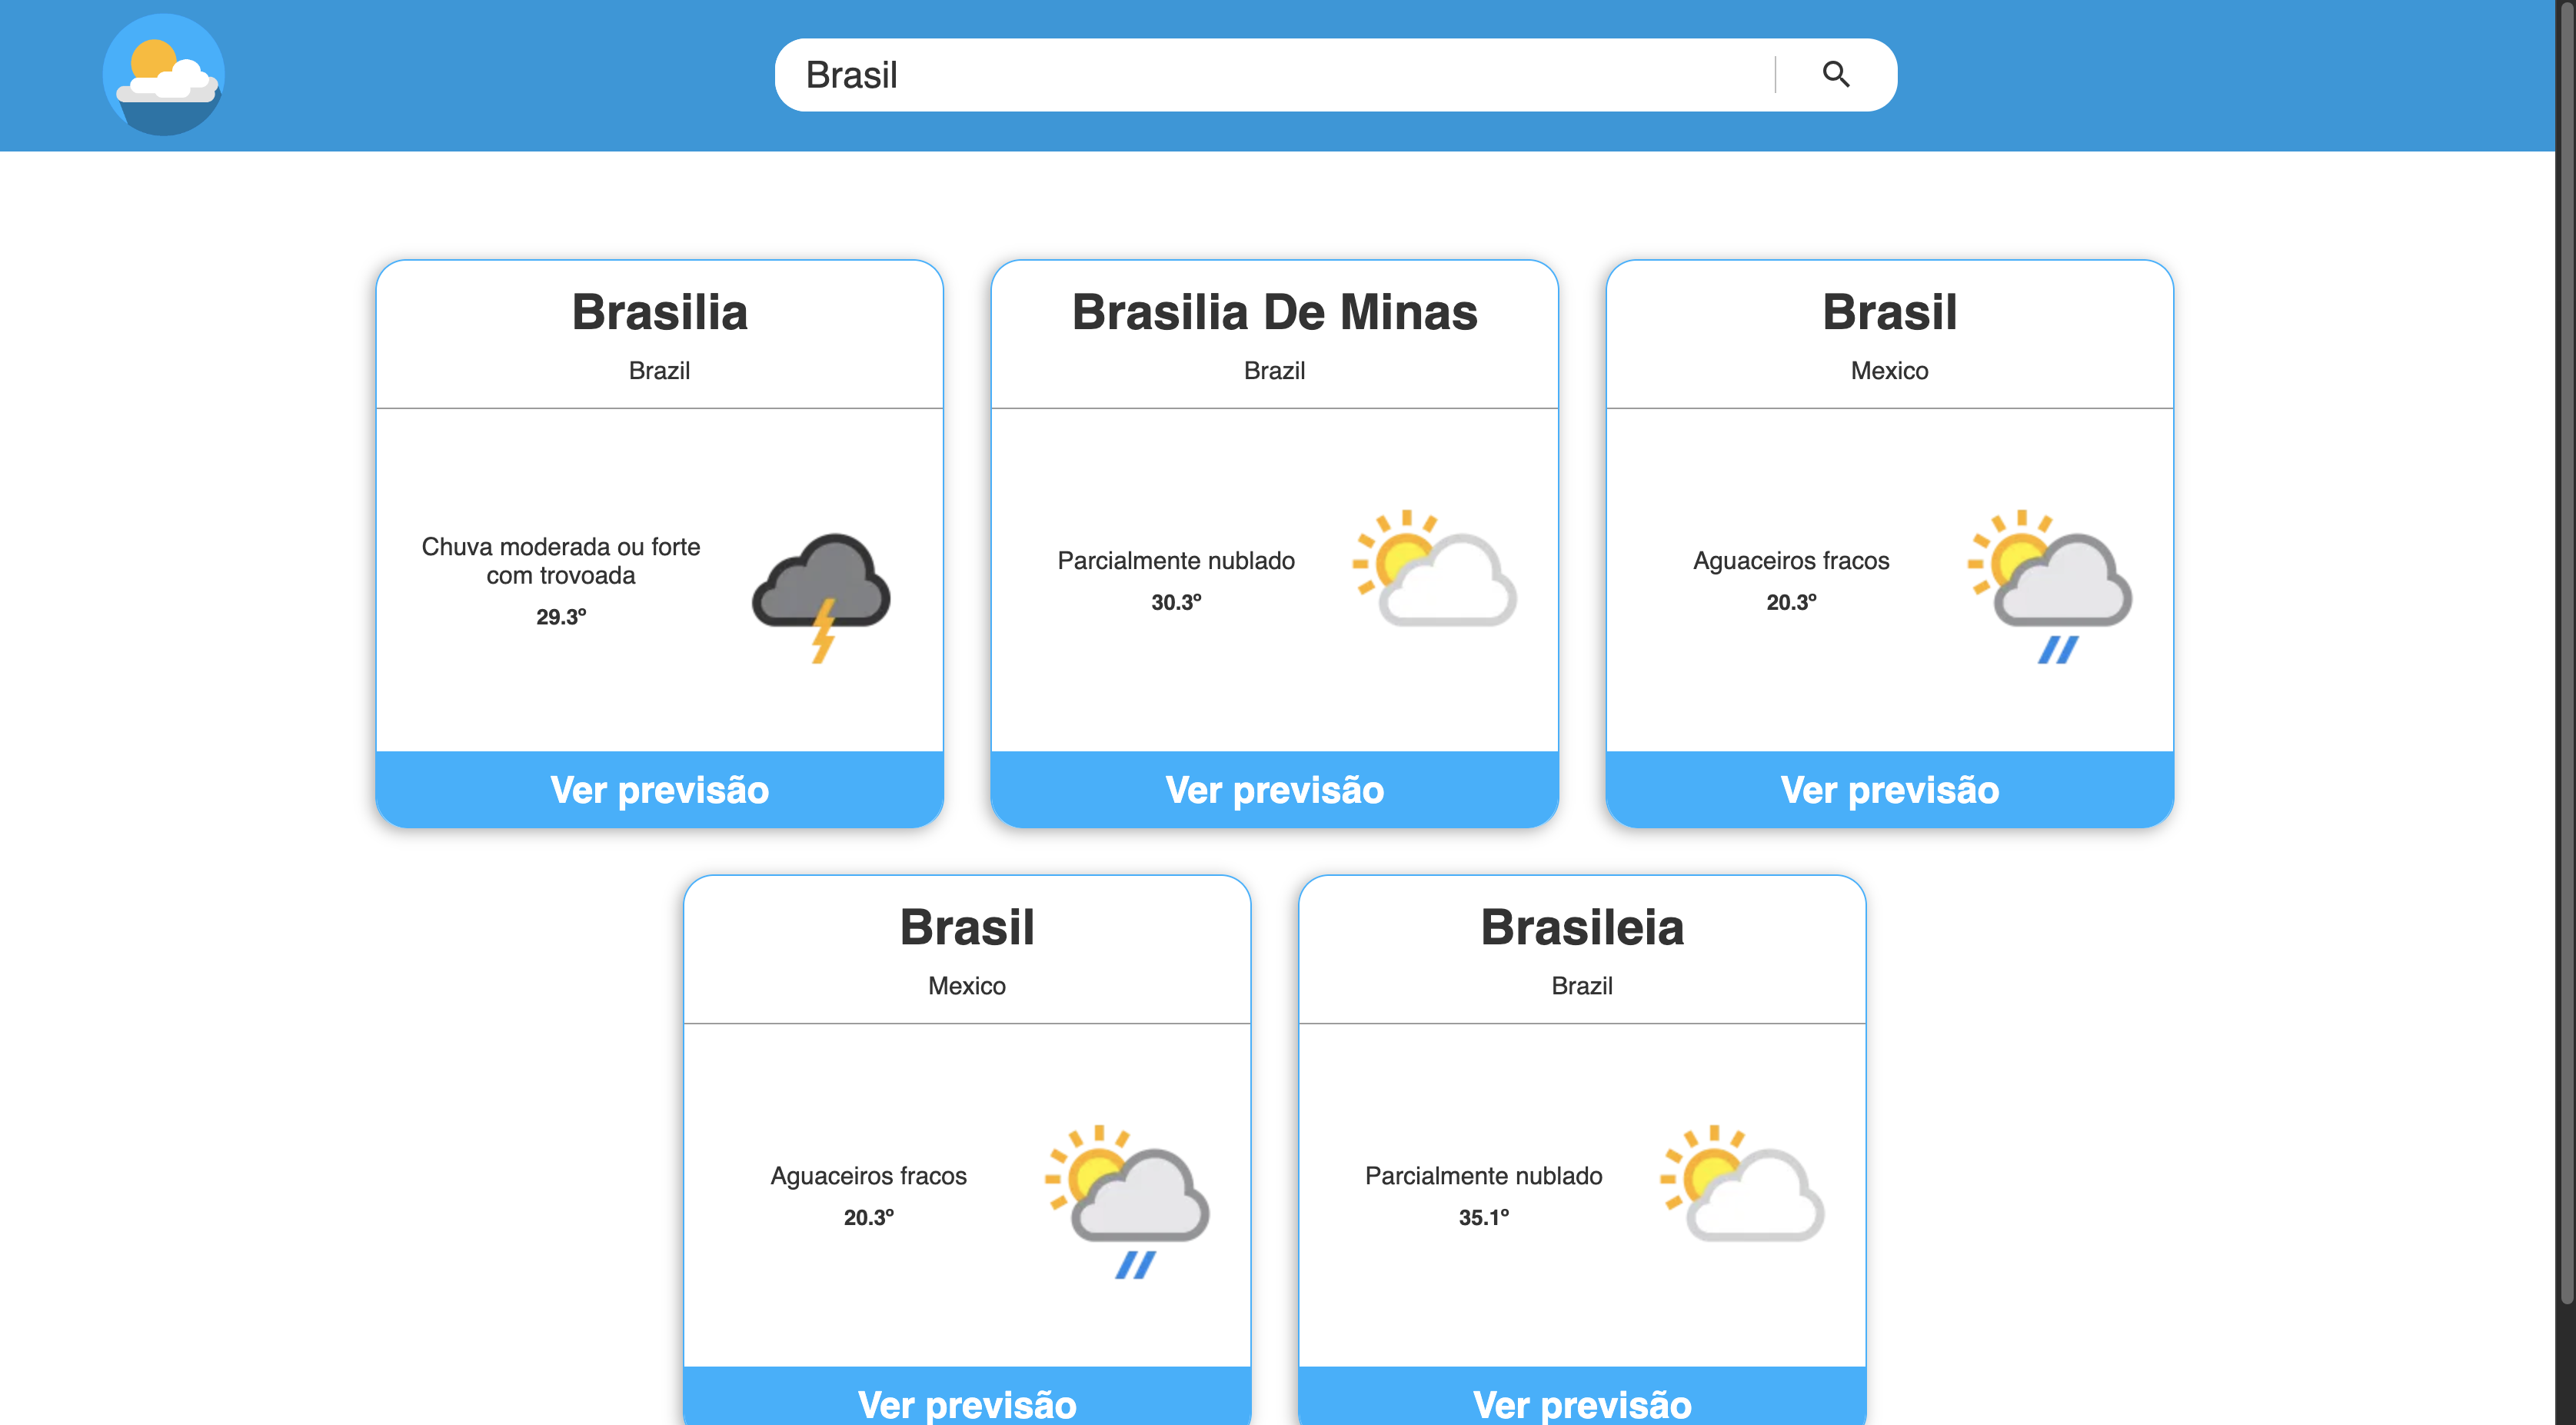 Brasil
Brasilia
Brazil
Chuva moderada ou forte
com trovoada
29.3º
Ver previsão
Brasilia De Minas
Brazil
Parcialmente nublado
30.3º
Ver previsão
Brasil
Mexico
Aguaceiros fracos
20.3º
Ver previsão
Brasil
Mexico
Aguaceiros fracos
20.3º
Ver previsão
Brasileia
Brazil
Parcialmente nublado
35.1º
Ver previsão